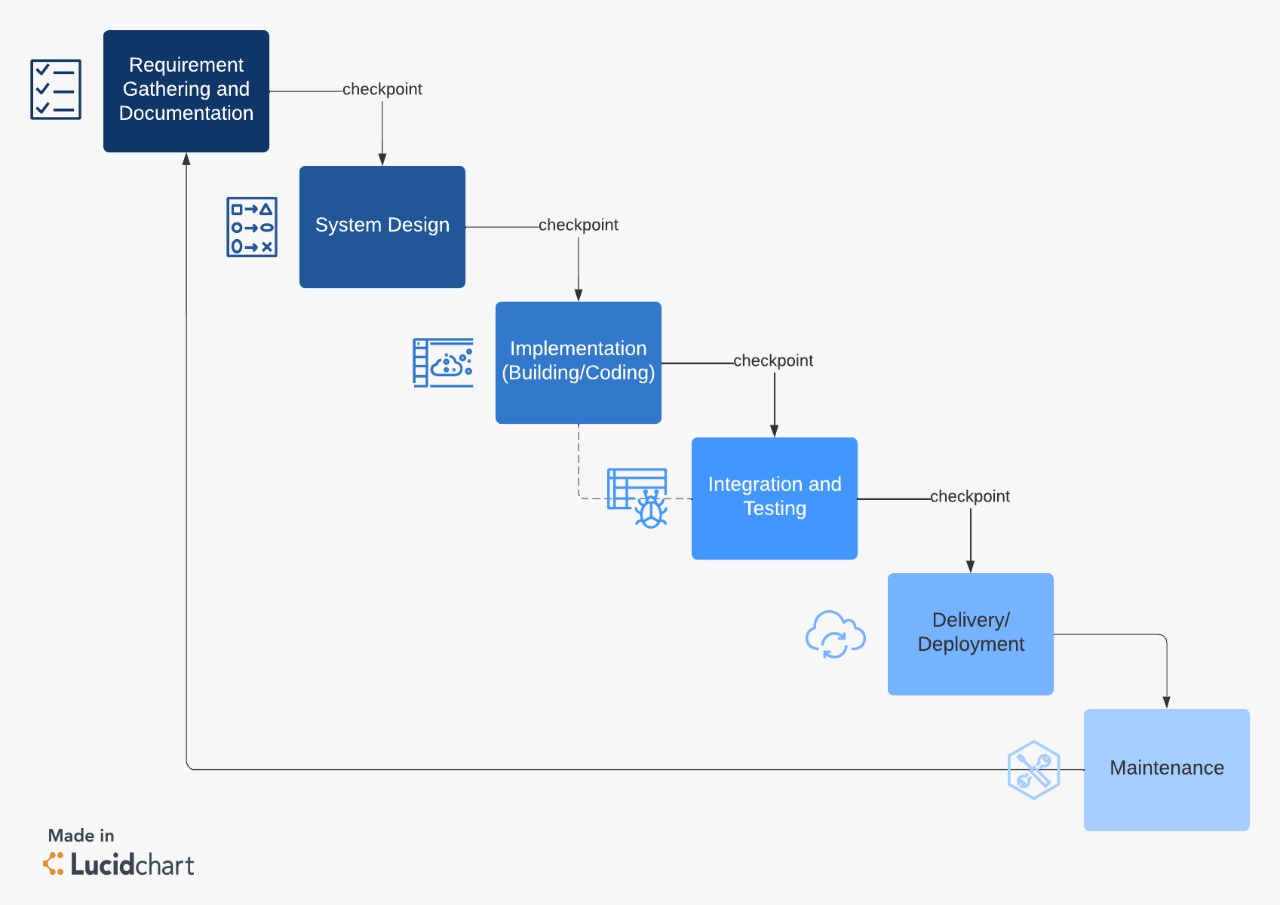 Requirement
Gathering and
Documentation
checkpoint
System Design
checkpoint
Implementation
(Building/Coding)
checkpoint
Integration and
Testing
checkpoint
Delivery/
Deployment
Maintenance
Made in
Lucidchart